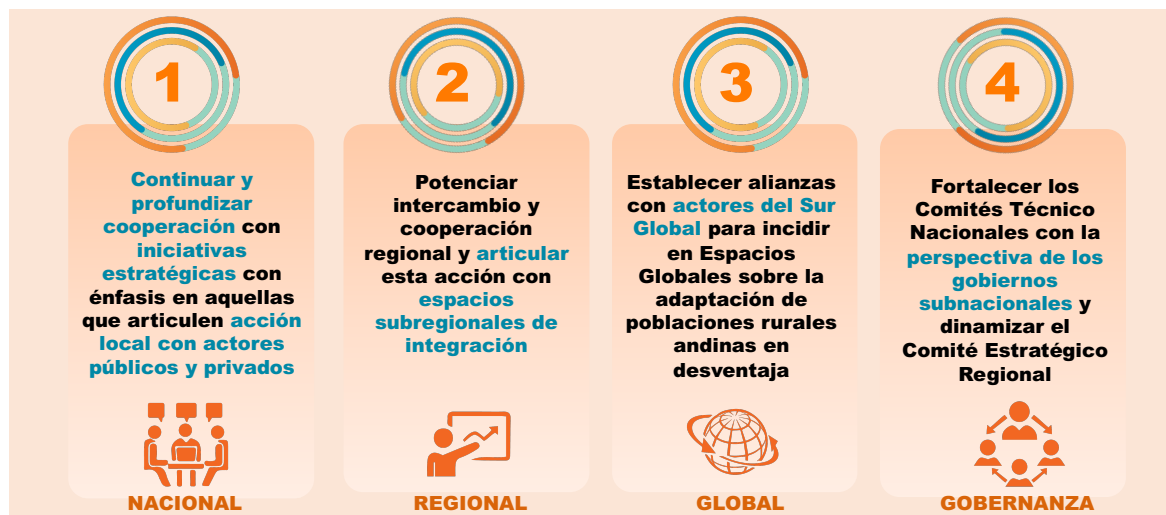 1
Continuar y
profundizar
cooperación con
iniciativas
estratégicas con
énfasis en aquellas
que articulen acción
local con actores
públicos y privados
NACIONAL
2
Potenciar
intercambio y
cooperación
regional y articular
esta acción con
espacios
subregionales de
integración
REGIONAL
3
Establecer alianzas
con actores del Sur
Global para incidir
en Espacios
Globales sobre la
adaptación de
poblaciones rurales
andinas en
desventaja
GLOBAL
4
Fortalecer los
Comités Técnico
Nacionales con la
perspectiva de los
gobiernos
subnacionales y
dinamizar el
Comité Estratégico
Regional
GOBERNANZA